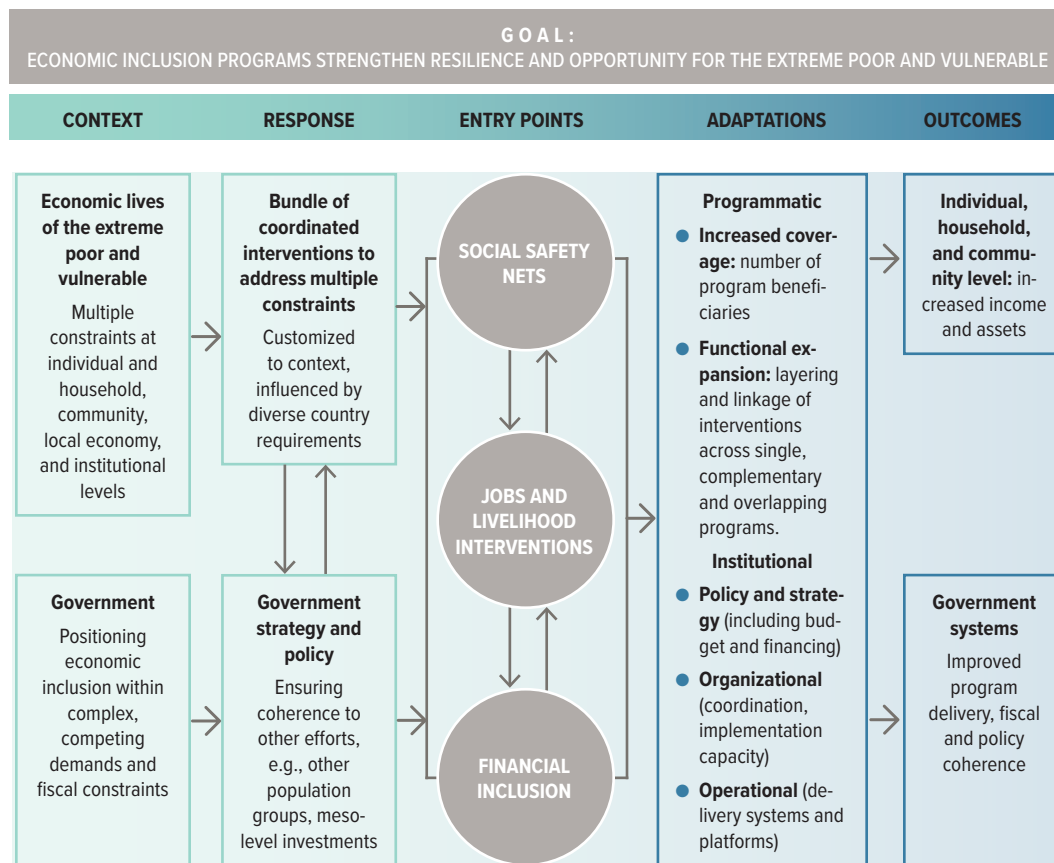 GOAL:
ECONOMIC INCLUSION PROGRAMS STRENGTHEN RESILIENCE AND OPPORTUNITY FOR THE EXTREME POOR AND VULNERABLE
CONTEXT
RESPONSE
ENTRY POINTS
ADAPTATIONS
OUTCOMES
Economic lives
of the extreme
poor and
vulnerable
Multiple
constraints at
individual and
household,
community,
local economy,
and institutional
levels
Government
Positioning
economic
inclusion within
complex,
competing
demands and
fiscal constraints
Bundle of
coordinated
interventions to
address multiple
constraints
Customized
to context,
influenced by
diverse country
requirements
Government
strategy and
policy
Ensuring
coherence to
other efforts,
e.g., other
population
groups, meso-
level investments
SOCIAL SAFETY
NETS
JOBS AND
LIVELIHOOD
INTERVENTIONS
FINANCIAL
INCLUSION
Programmatic
● Increased cover-
age: number of
program benefi-
ciaries
● Functional ex-
pansion: layering
and linkage of
interventions
across single,
complementary
and overlapping
programs.
Institutional
● Policy and strate-
gy (including bud-
get and financing)
● Organizational
(coordination,
implementation
capacity)
● Operational (de-
livery systems and
platforms)
Individual,
household,
and commu-
nity level: in-
creased income
and assets
Government
systems
Improved
program
delivery, fiscal
and policy
coherence